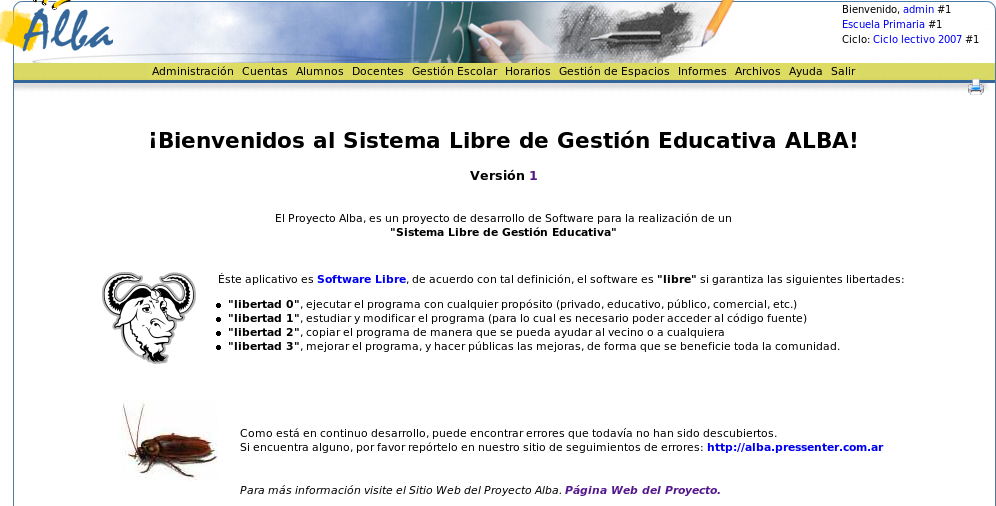 Alba
Bienvenido, admin #1
Escuela Primaria #1
Ciclo: Ciclo lectivo 2007 #1
Administración Cuentas Alumnos Docentes Gestión Escolar Horarios Gestión de Espacios Informes Archivos Ayuda Salir
¡Bienvenidos al Sistema Libre de Gestión Educativa ALBA!
Versión 1
El Proyecto Alba, es un proyecto de desarrollo de Software para la realización de un
"Sistema Libre de Gestión Educativa"
Éste aplicativo es Software Libre, de acuerdo con tal definición, el software es "libre" si garantiza las siguientes libertades:
"libertad 0", ejecutar el programa con cualquier propósito (privado, educativo, público, comercial, etc.)
"libertad 1", estudiar y modificar el programa (para lo cual es necesario poder acceder al código fuente)
"libertad 2", copiar el programa de manera que se pueda ayudar al vecino o a cualquiera
"libertad 3", mejorar el programa, y hacer públicas las mejoras, de forma que se beneficie toda la comunidad.
Como está en continuo desarrollo, puede encontrar errores que todavía no han sido descubiertos.
Si encuentra alguno, por favor repórtelo en nuestro sitio de seguimientos de errores: http://alba.pressenter.com.ar
Para más información visite el Sitio Web del Proyecto Alba. Página Web del Proyecto.